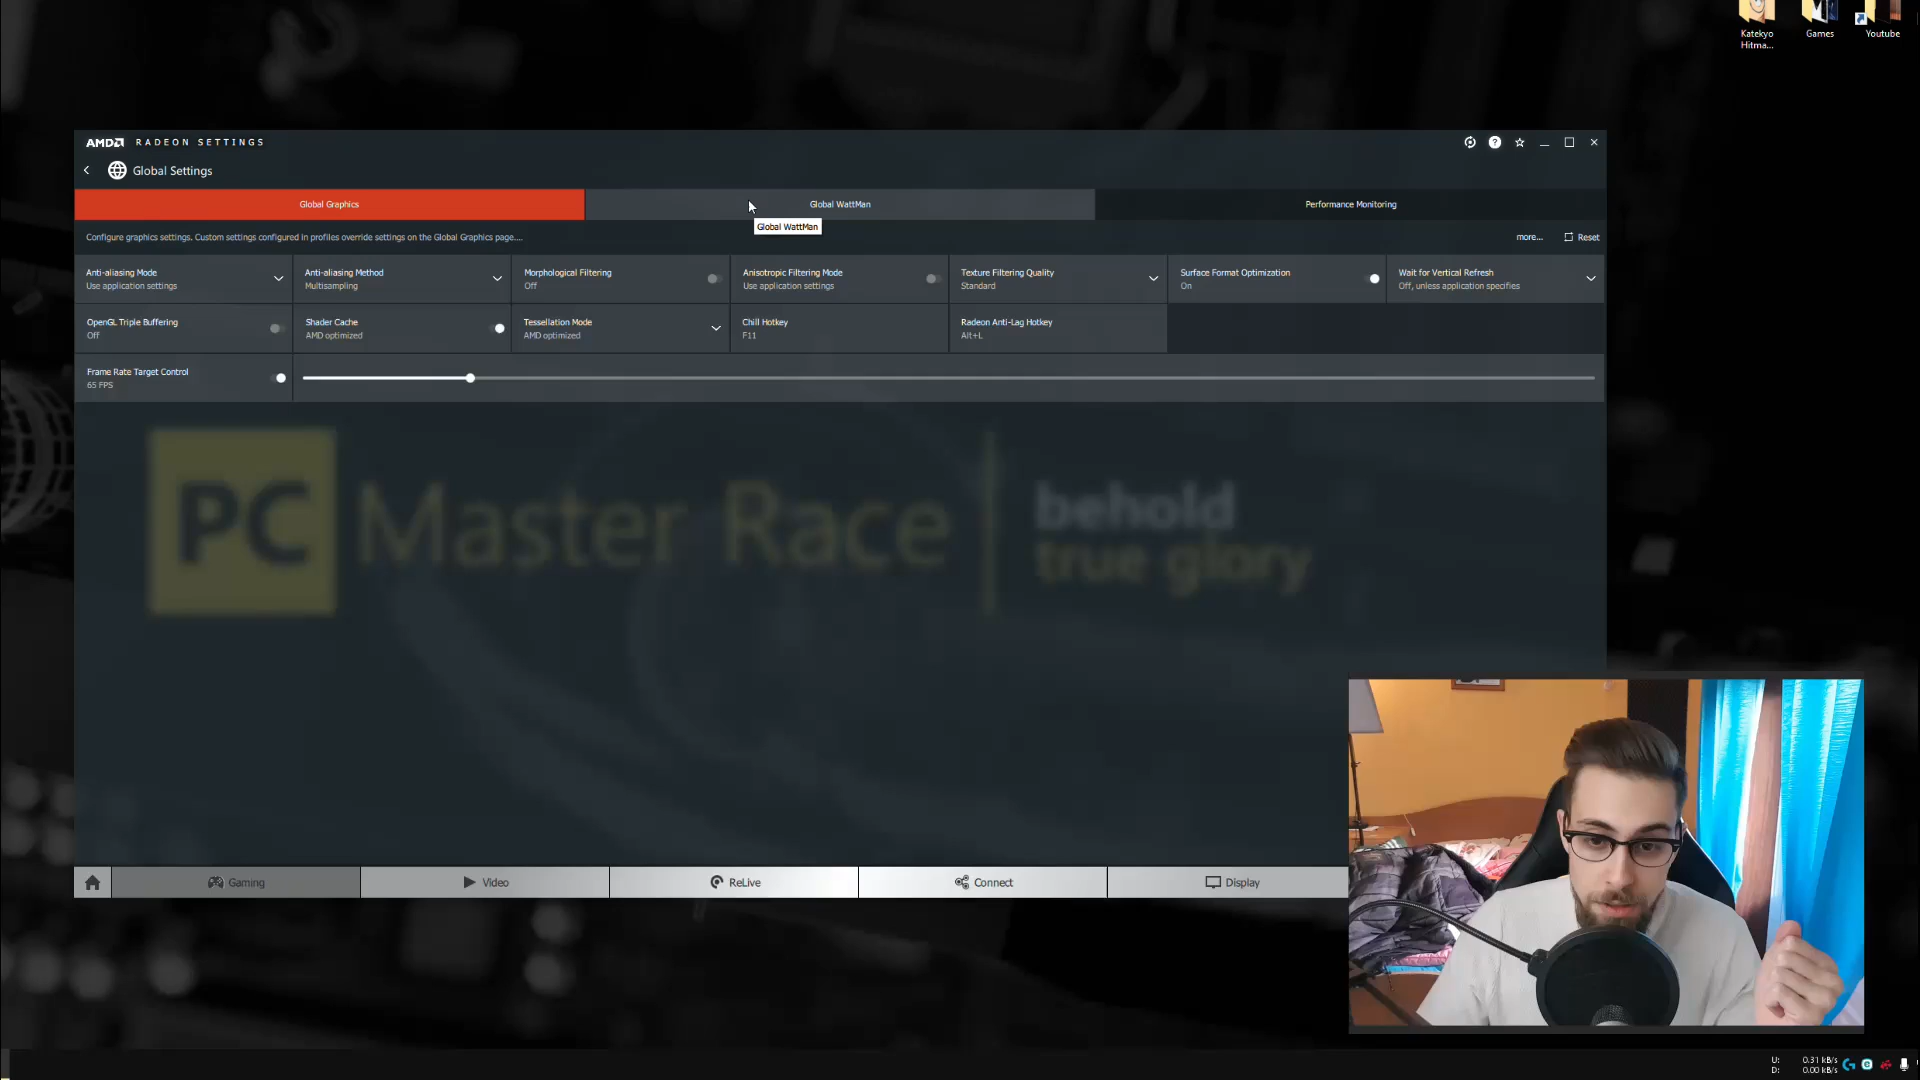 Katekyo
Hitma...
Games
Youtube
AMD RADEON SETTINGS
Global Settings
Global Graphics
Global WattMan
Performance Monitoring
Global WattMan
Configure graphics settings. Custom settings configured in profiles override settings on the Global Graphics page....
more...
Reset
Anti-aliasing Mode
Use application settings
Anti-aliasing Method
Multisampling
Morphological Filtering
Off
Anisotropic Filtering Mode
Use application settings
Texture Filtering Quality
Standard
Surface Format Optimization
On
Wait for Vertical Refresh
Off, unless application specifies
OpenGL Triple Buffering
Off
Shader Cache
AMD optimized
Tessellation Mode
AMD optimized
Chill Hotkey
F11
Radeon Anti-Lag Hotkey
Alt+L
Frame Rate Target Control
65 FPS
PC Master Race
behold
true glory
Gaming
Video
ReLive
Connect
Display
U: 0.31 kB/s
D: 0.00 kB/s